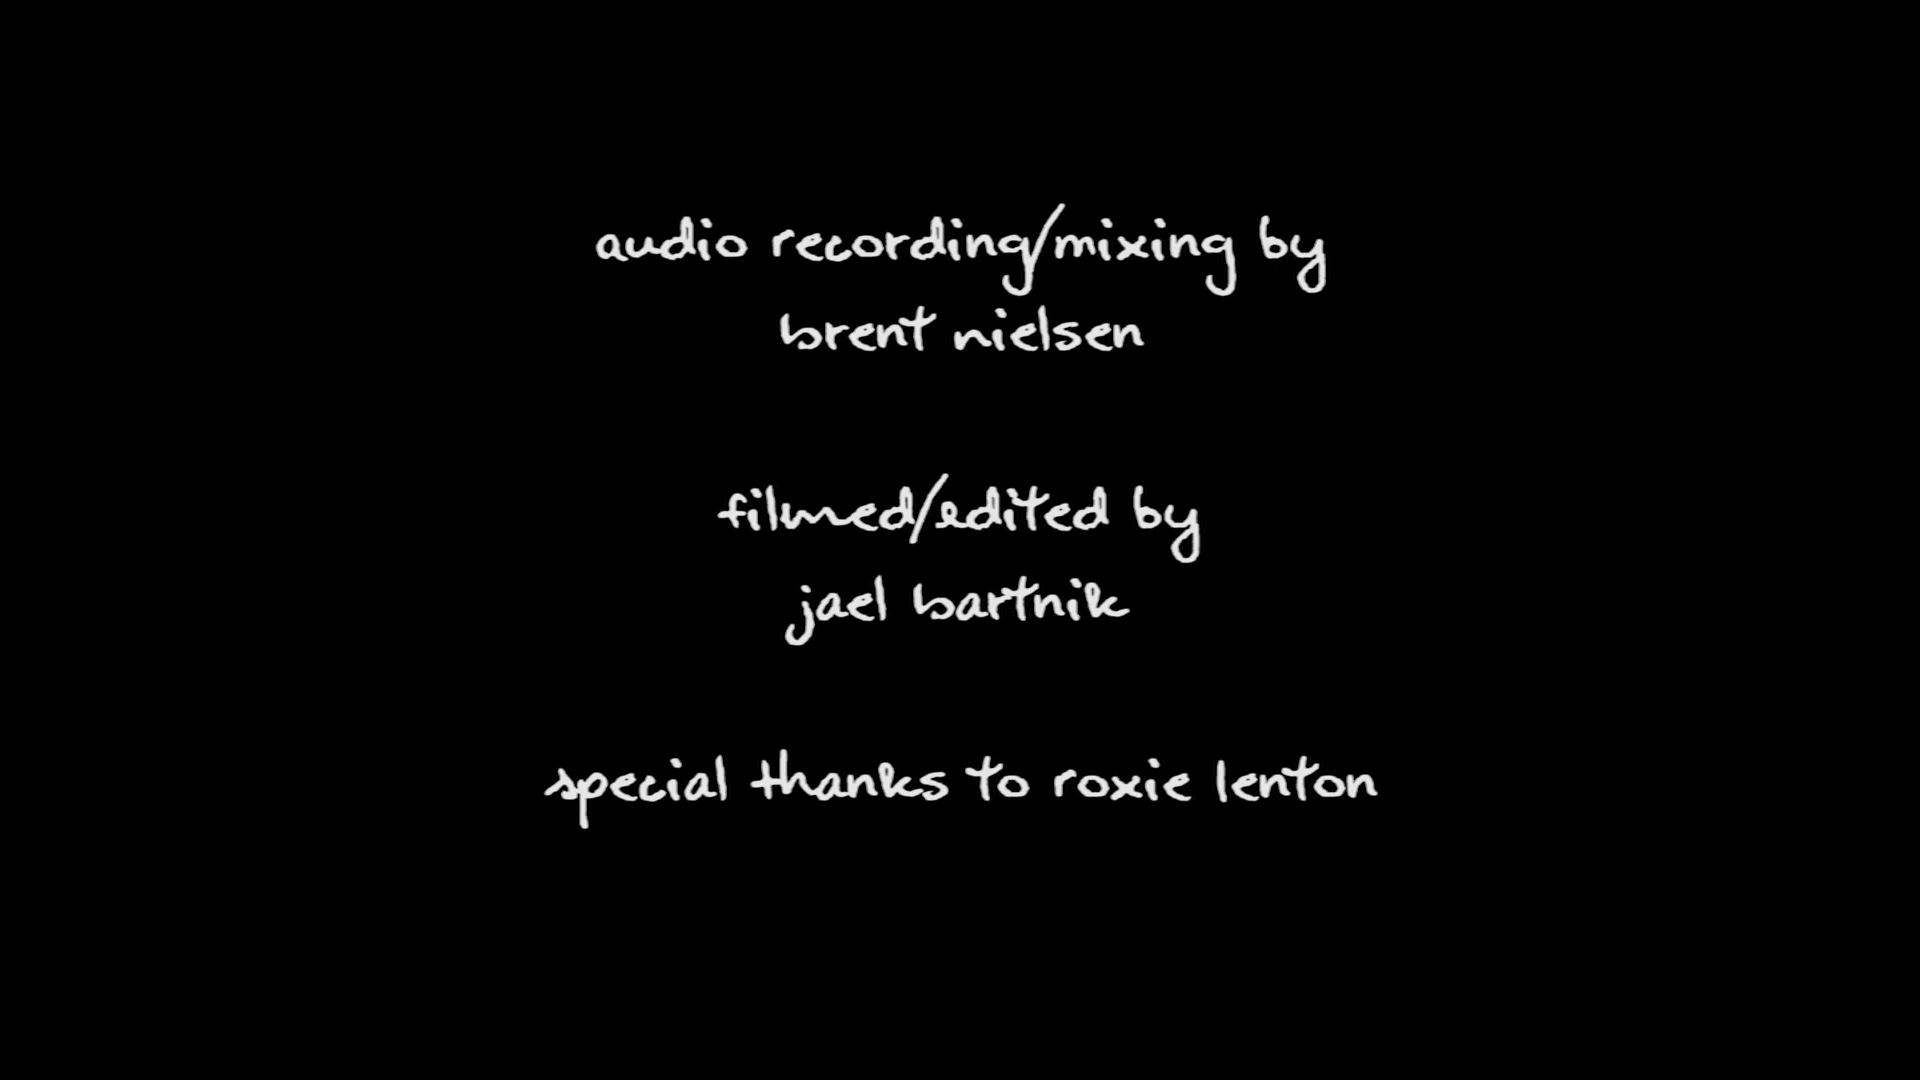 audio recording/mixing by
brent nielsen
filmed/edited by
jael bartnik
special thanks to roxie lenton